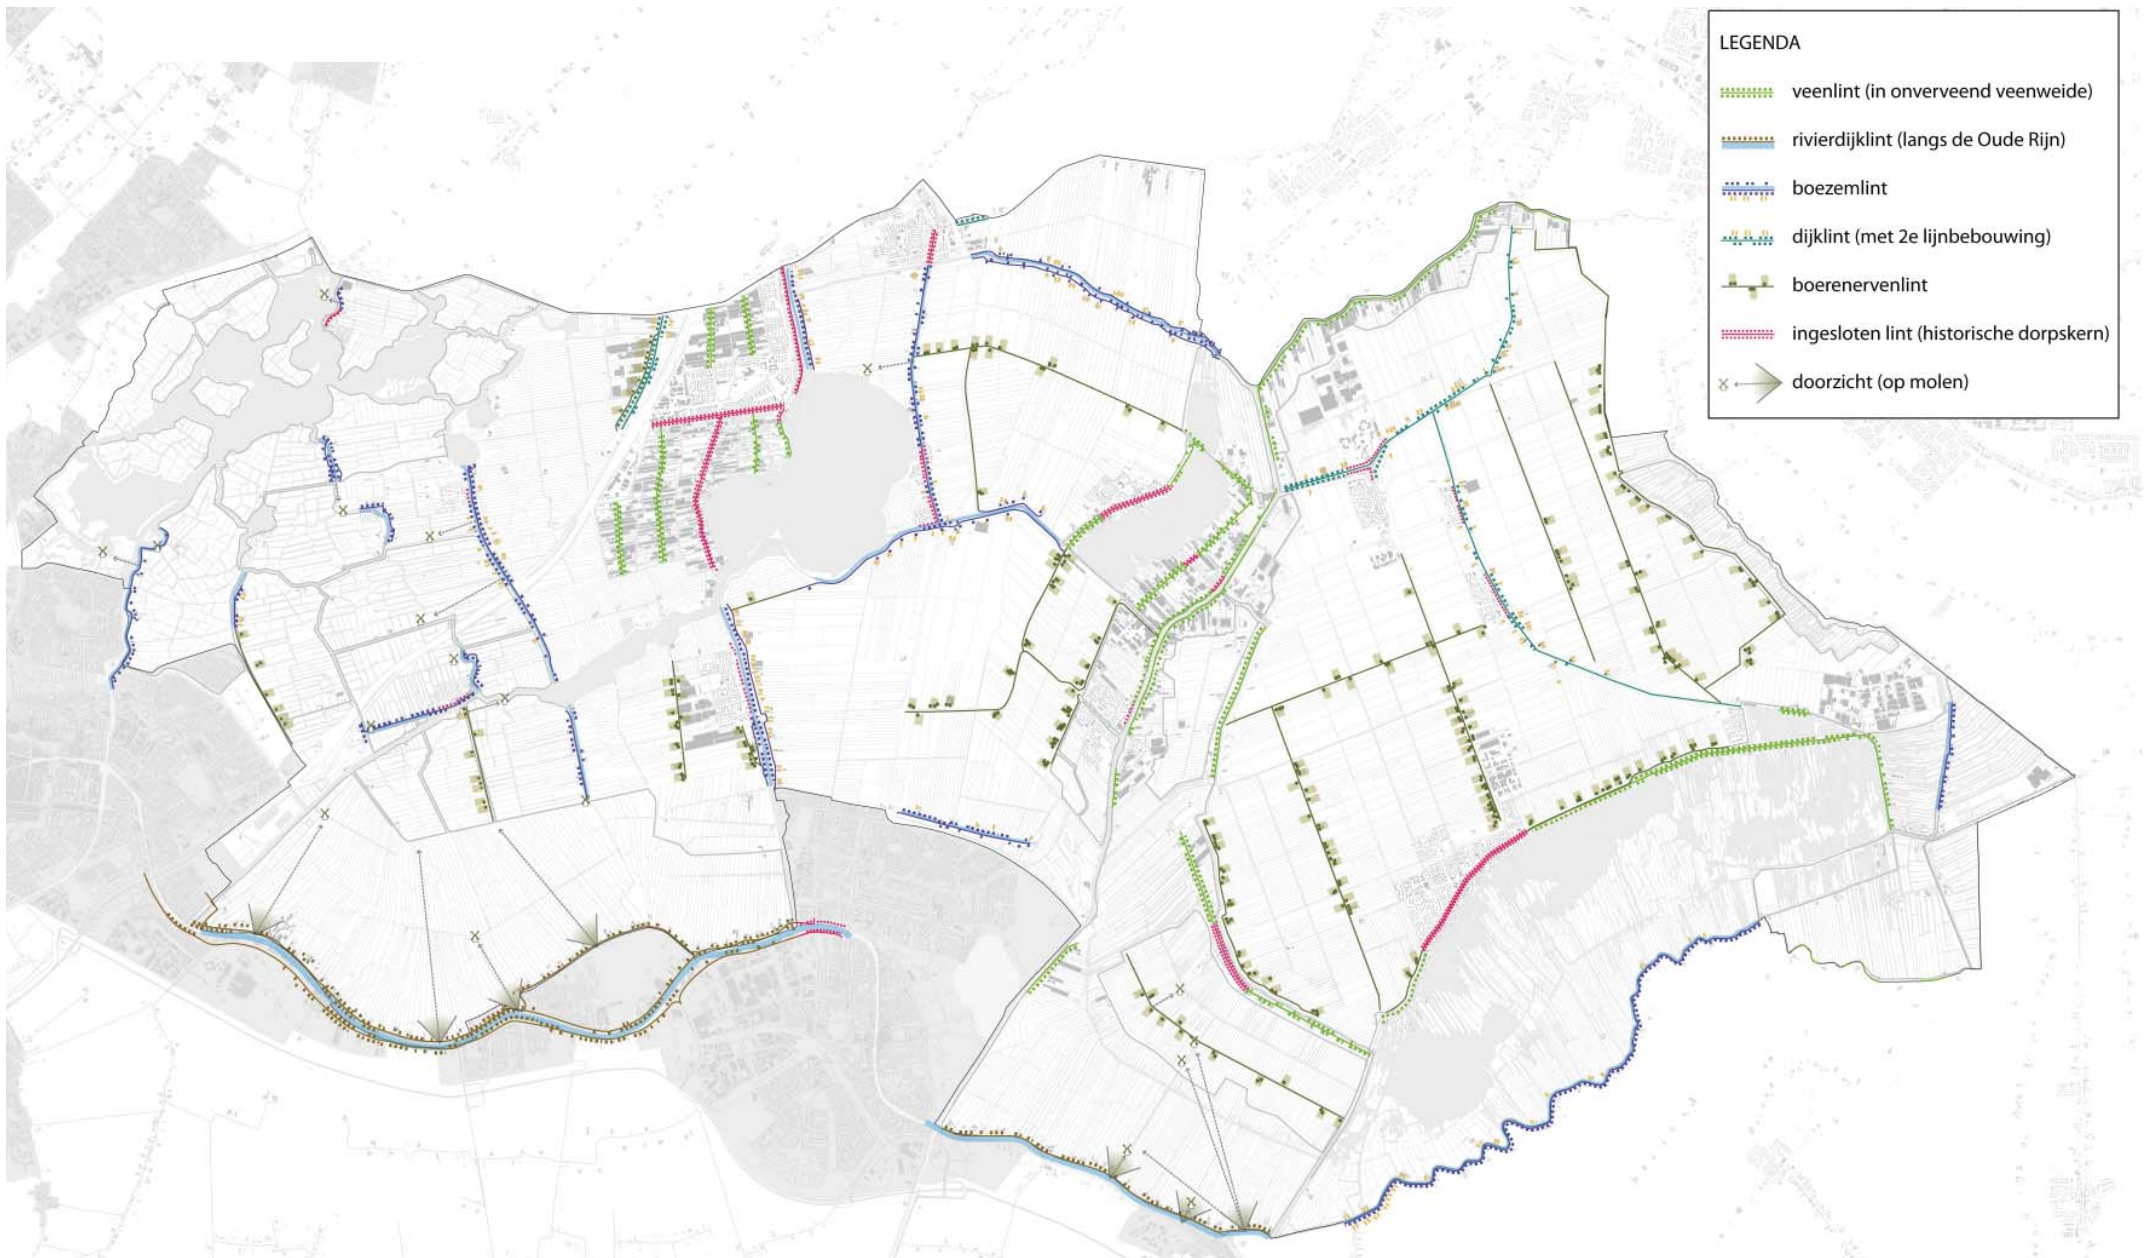 LEGENDA
veenlint (in onverveend veenweide)
rivierdijklint (langs de Oude Rijn)
boezemlint
dijklint (met 2e lijnbebouwing)
boerenervenlint
ingesloten lint (historische dorpskern)
doorzicht (op molen)